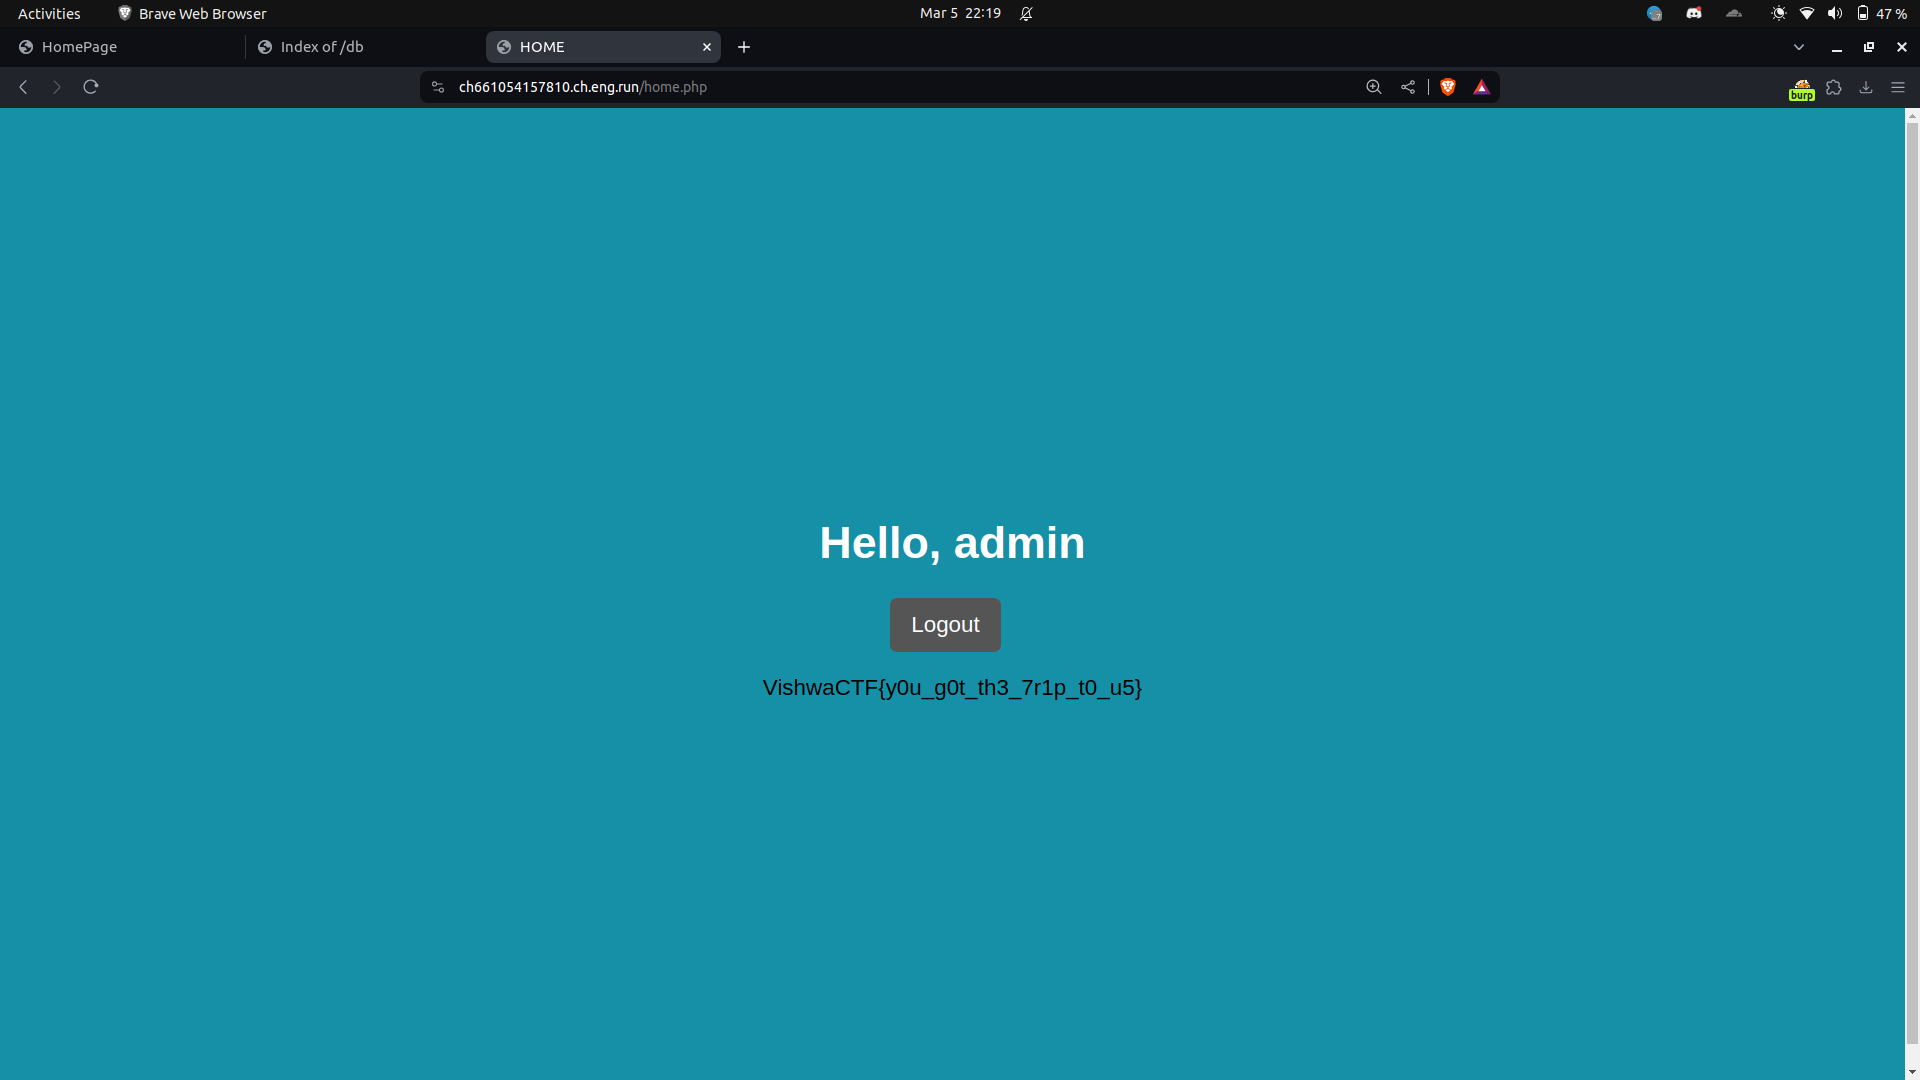 Activities Brave Web Browser Mar 5 22:19 47 %
HomePage Index of /db HOME
ch661054157810.ch.eng.run/home.php burp
Hello, admin
Logout
VishwaCTF{y0u_g0t_th3_7r1p_t0_u5}